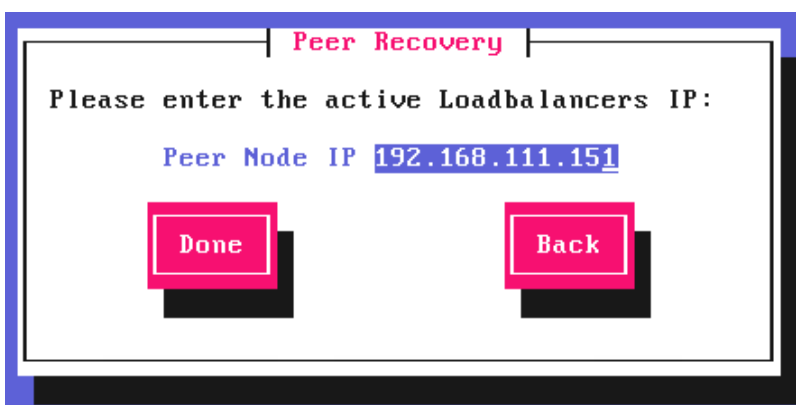 Peer Recovery
Please enter the active Loadbalancers IP:
Peer Node IP 192.168.111.151
Done Back